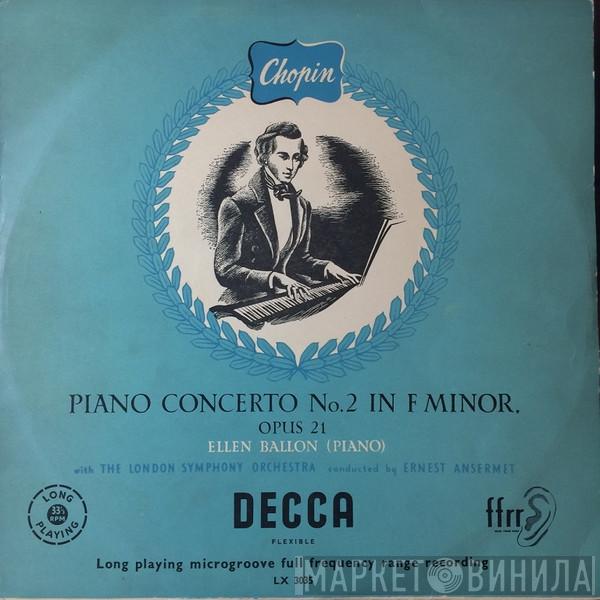 Chopin
PIANO CONCERTO No.2 IN F MINOR.
OPUS 21
ELLEN BALLON (PIANO)
with THE LONDON SYMPHONY ORCHESTRA conducted by ERNEST ANSERMET
LONG
33⅓
RPM
PLAYING
DECCA
ffrr
FLEXIBLE
Long playing microgroove full frequency range recording
LX 3035
МАРКЕТ ВИНИЛА